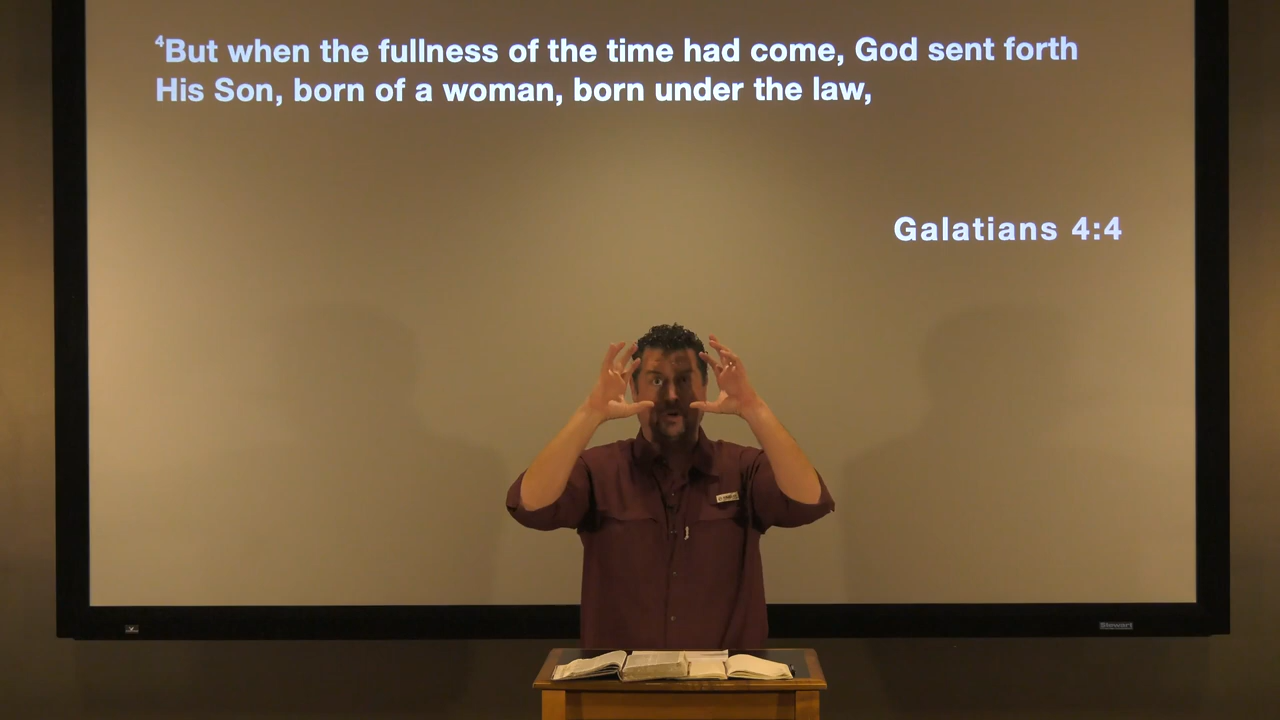 ⁴But when the fullness of the time had come, God sent forth
His Son, born of a woman, born under the law,
Galatians 4:4
Stewart